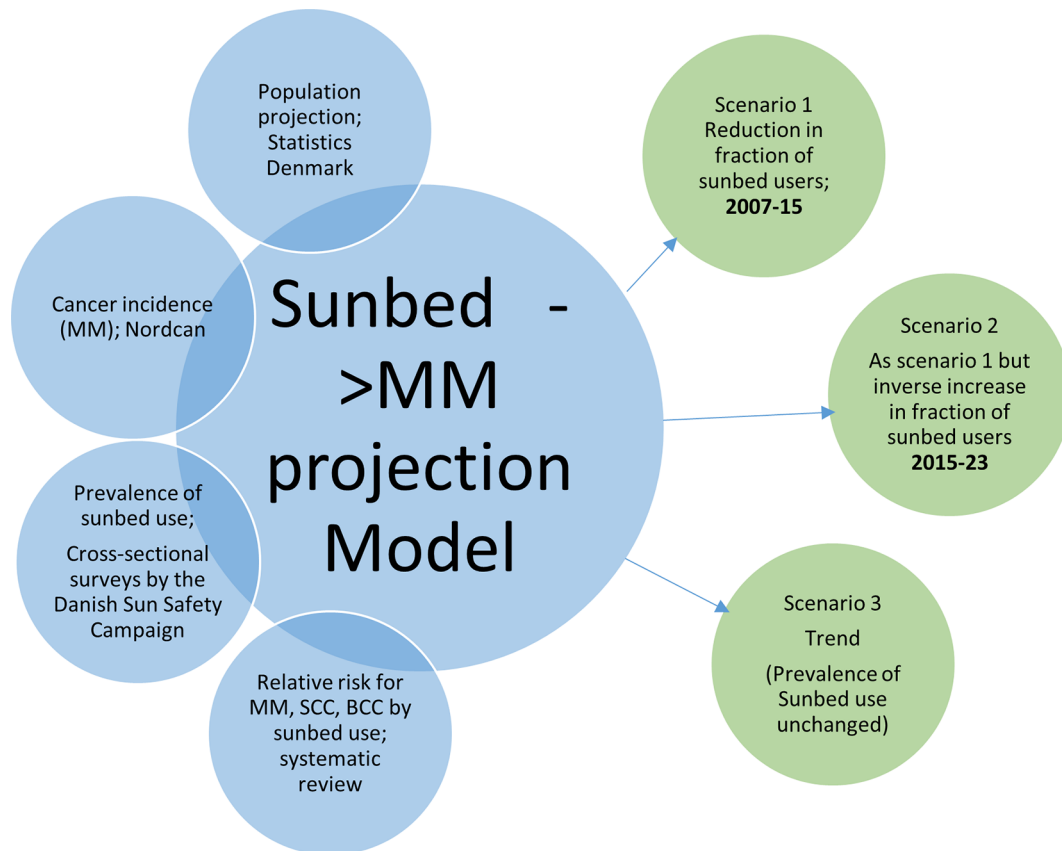 Population
projection;
Statistics
Denmark
Cancer incidence
(MM); Nordcan
Prevalence of
sunbed use;
Cross-sectional
surveys by the
Danish Sun Safety
Campaign
Relative risk for
MM, SCC, BCC by
sunbed use;
systematic
review
Sunbed -
>MM
projection
Model
Scenario 1
Reduction in
fraction of
sunbed users;
2007-15
Scenario 2
As scenario 1 but
inverse increase
in fraction of
sunbed users
2015-23
Scenario 3
Trend
(Prevalence of
Sunbed use
unchanged)